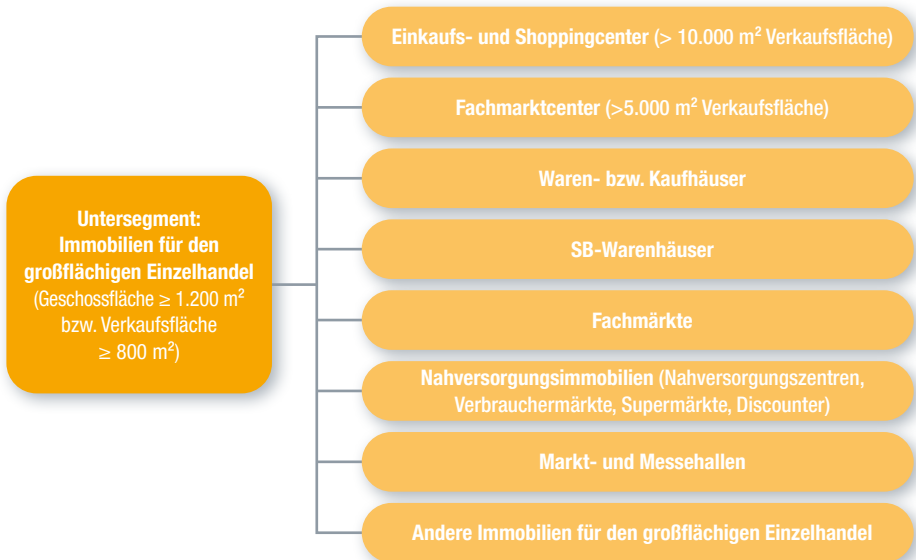 Untersegment:
Immobilien für den
großflächigen Einzelhandel
(Geschossfläche ≥ 1.200 m²
bzw. Verkaufsfläche
≥ 800 m²)
Einkaufs- und Shoppingcenter (> 10.000 m² Verkaufsfläche)
Fachmarktcenter (>5.000 m² Verkaufsfläche)
Waren- bzw. Kaufhäuser
SB-Warenhäuser
Fachmärkte
Nahversorgungsimmobilien (Nahversorgungszentren,
Verbrauchermärkte, Supermärkte, Discounter)
Markt- und Messehallen
Andere Immobilien für den großflächigen Einzelhandel